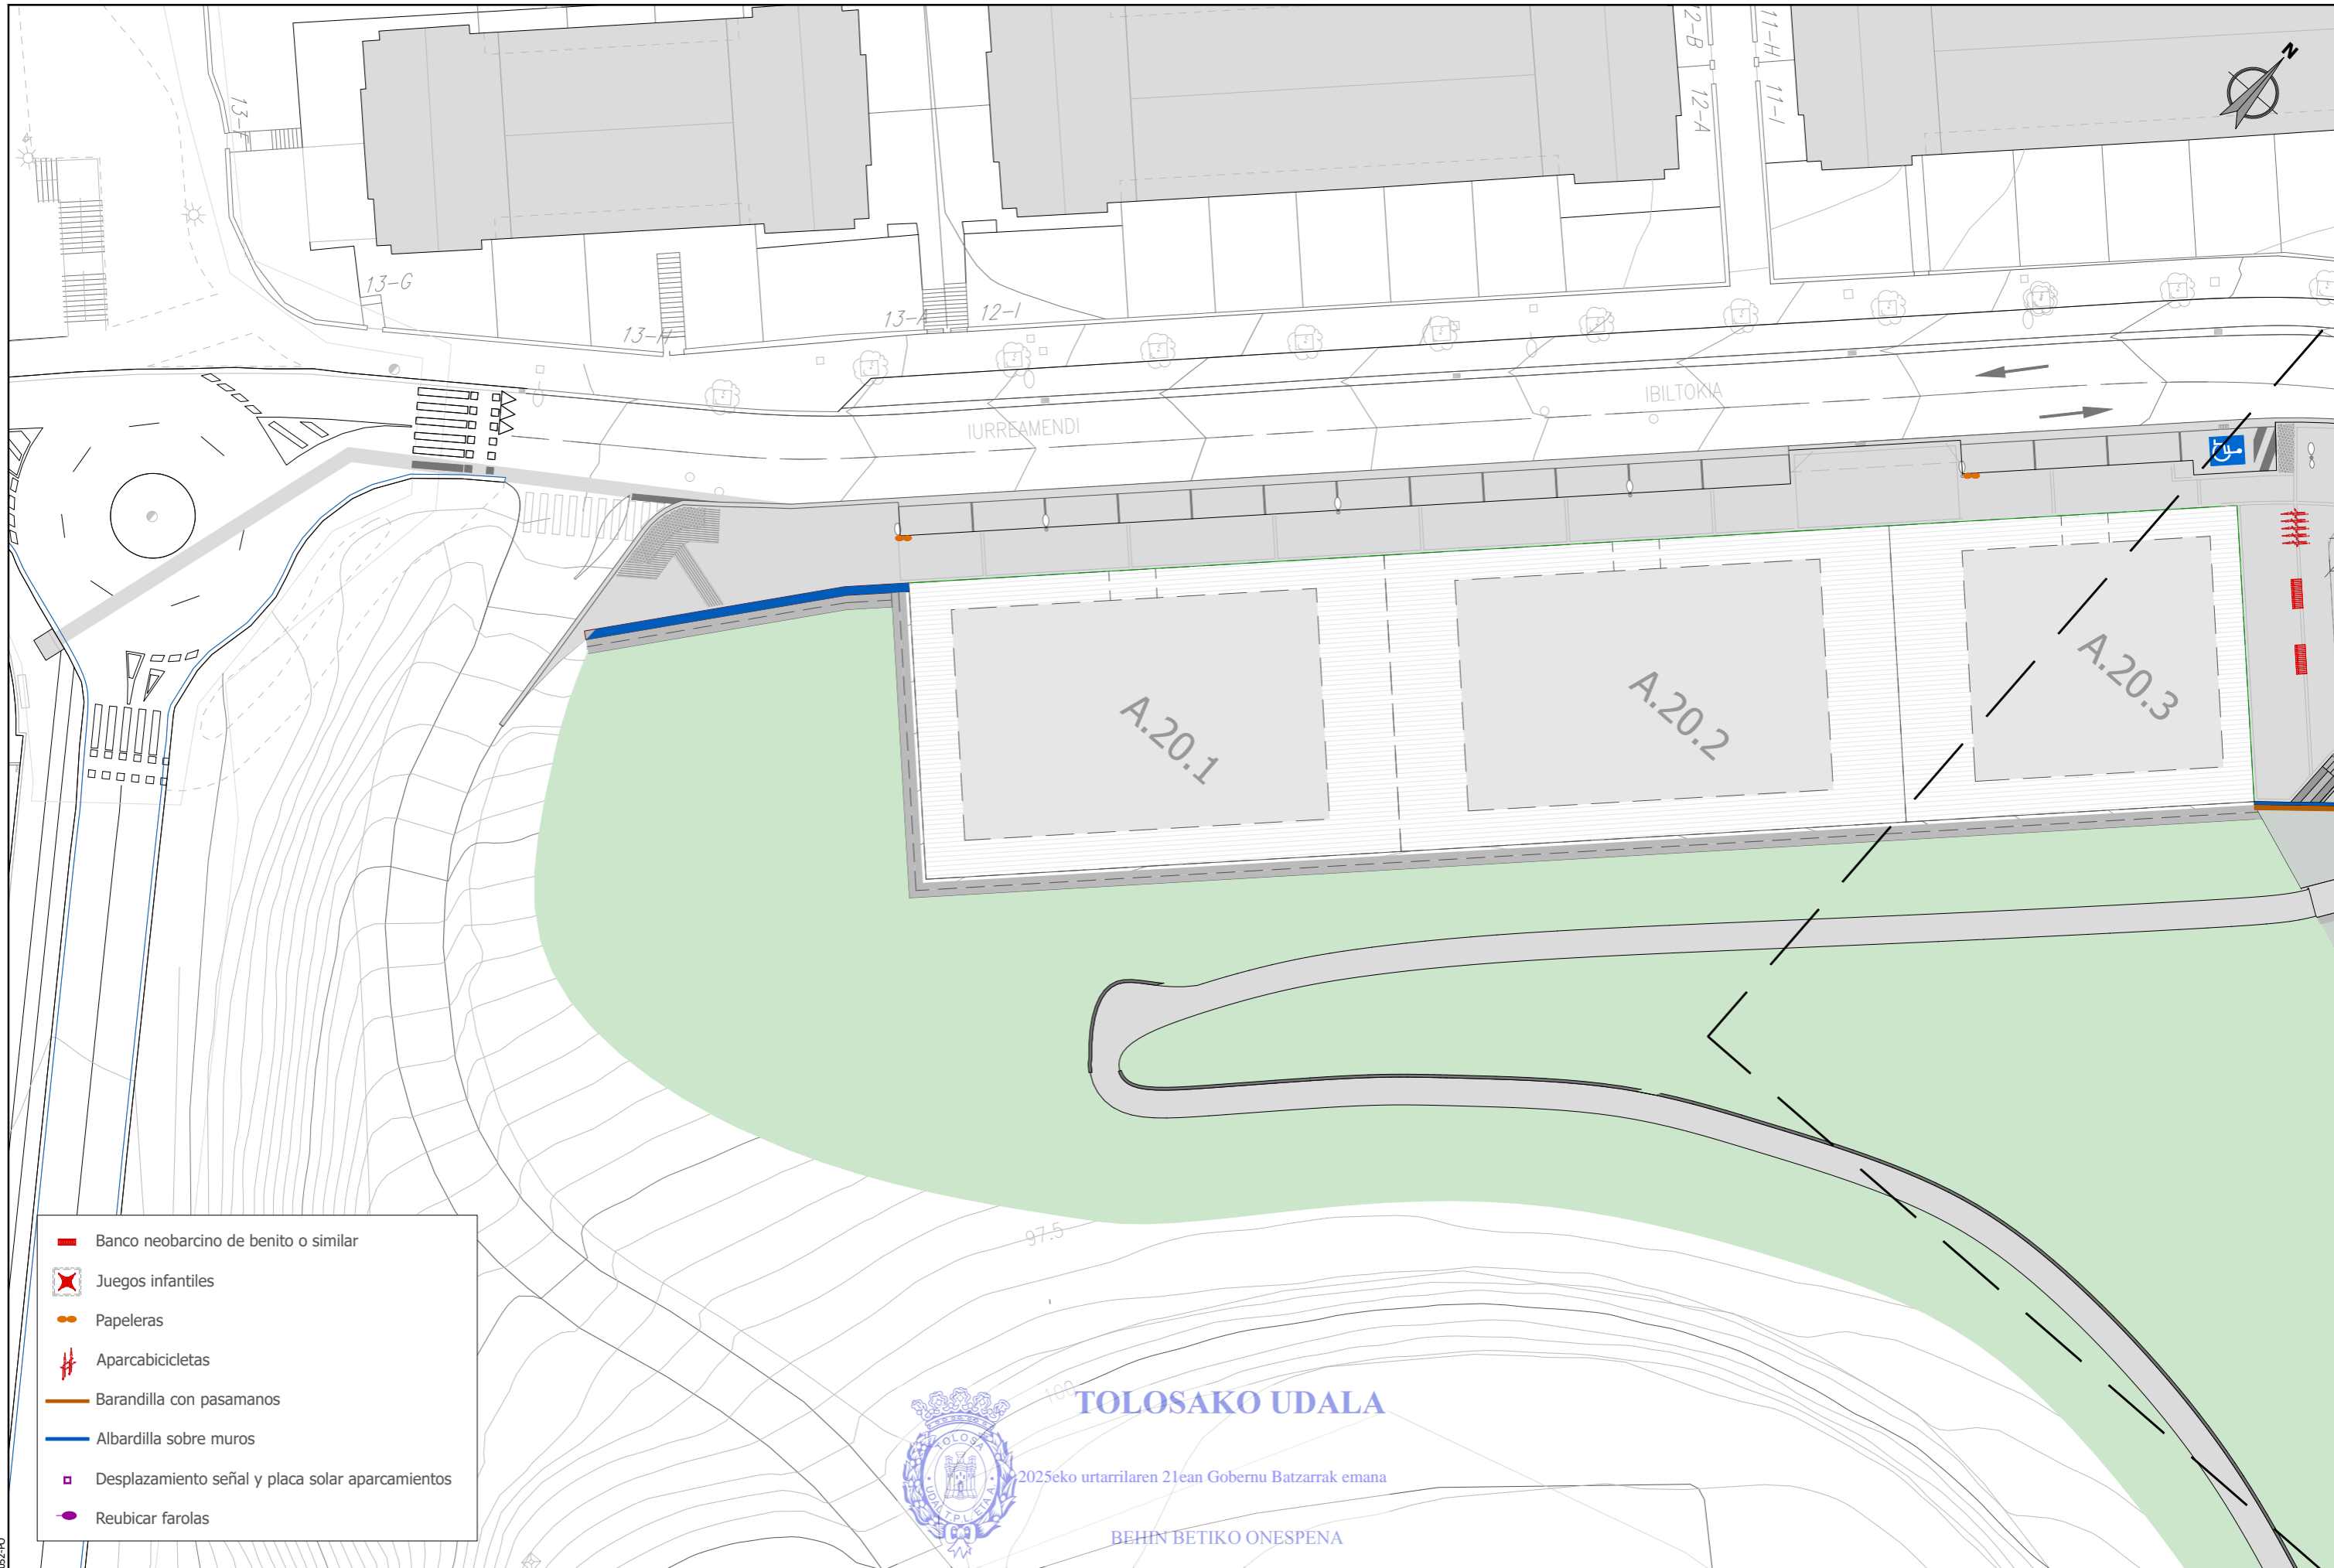 12-B
11-H
N
13-F
12-A
11-I
13-G
13-H
13-A
12-I
IBILTOKIA
IURREAMENDI
A.20.1
A.20.2
A.20.3
97.5
100
Banco neobarcino de benito o similar
Juegos infantiles
Papeleras
Aparcabicicletas
Barandilla con pasamanos
Albardilla sobre muros
Desplazamiento señal y placa solar aparcamientos
Reubicar farolas
TOLOSAKO UDALA
TOLOSA
2025eko urtarrilaren 21ean Gobernu Batzarrak emana
BEHIN BETIKO ONESPENA